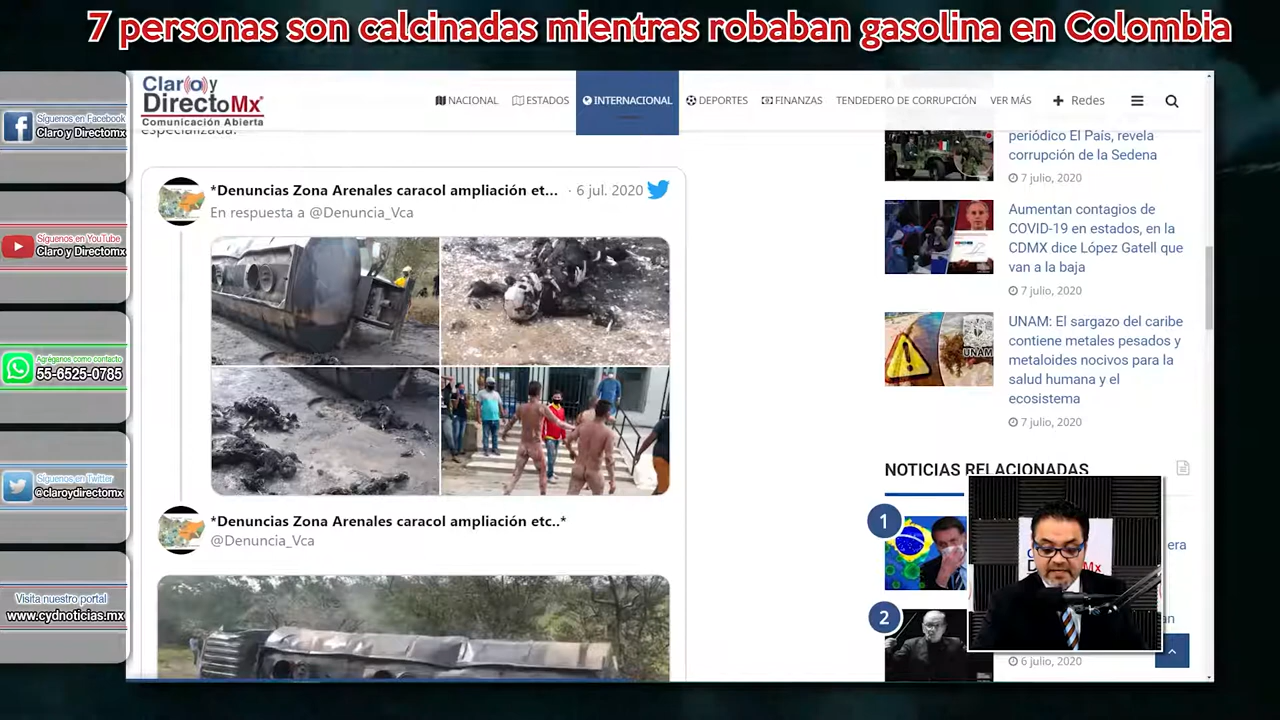 7 personas son calcinadas mientras robaban gasolina en Colombia
Síguenos en Facebook
Claro y Directomx
Síguenos en YouTube
Claro y Directomx
Agréganos como contacto
55-6525-0785
Síguenos en Twitter
@claroydirectomx
Visita nuestro portal
www.cydnoticias.mx
Claro y
DirectoMx
Comunicación Abierta
NACIONAL
ESTADOS
INTERNACIONAL
DEPORTES
FINANZAS
TENDEDERO DE CORRUPCIÓN
VER MÁS
Redes
especializada.
*Denuncias Zona Arenales caracol ampliación et... · 6 jul. 2020
En respuesta a @Denuncia_Vca
*Denuncias Zona Arenales caracol ampliación etc..*
@Denuncia_Vca
periódico El País, revela
corrupción de la Sedena
7 julio, 2020
Aumentan contagios de
COVID-19 en estados, en la
CDMX dice López Gatell que
van a la baja
7 julio, 2020
UNAM: El sargazo del caribe
contiene metales pesados y
metaloides nocivos para la
salud humana y el
ecosistema
7 julio, 2020
UNAM
NOTICIAS RELACIONADAS
1
era
2
an
6 julio, 2020
Mx